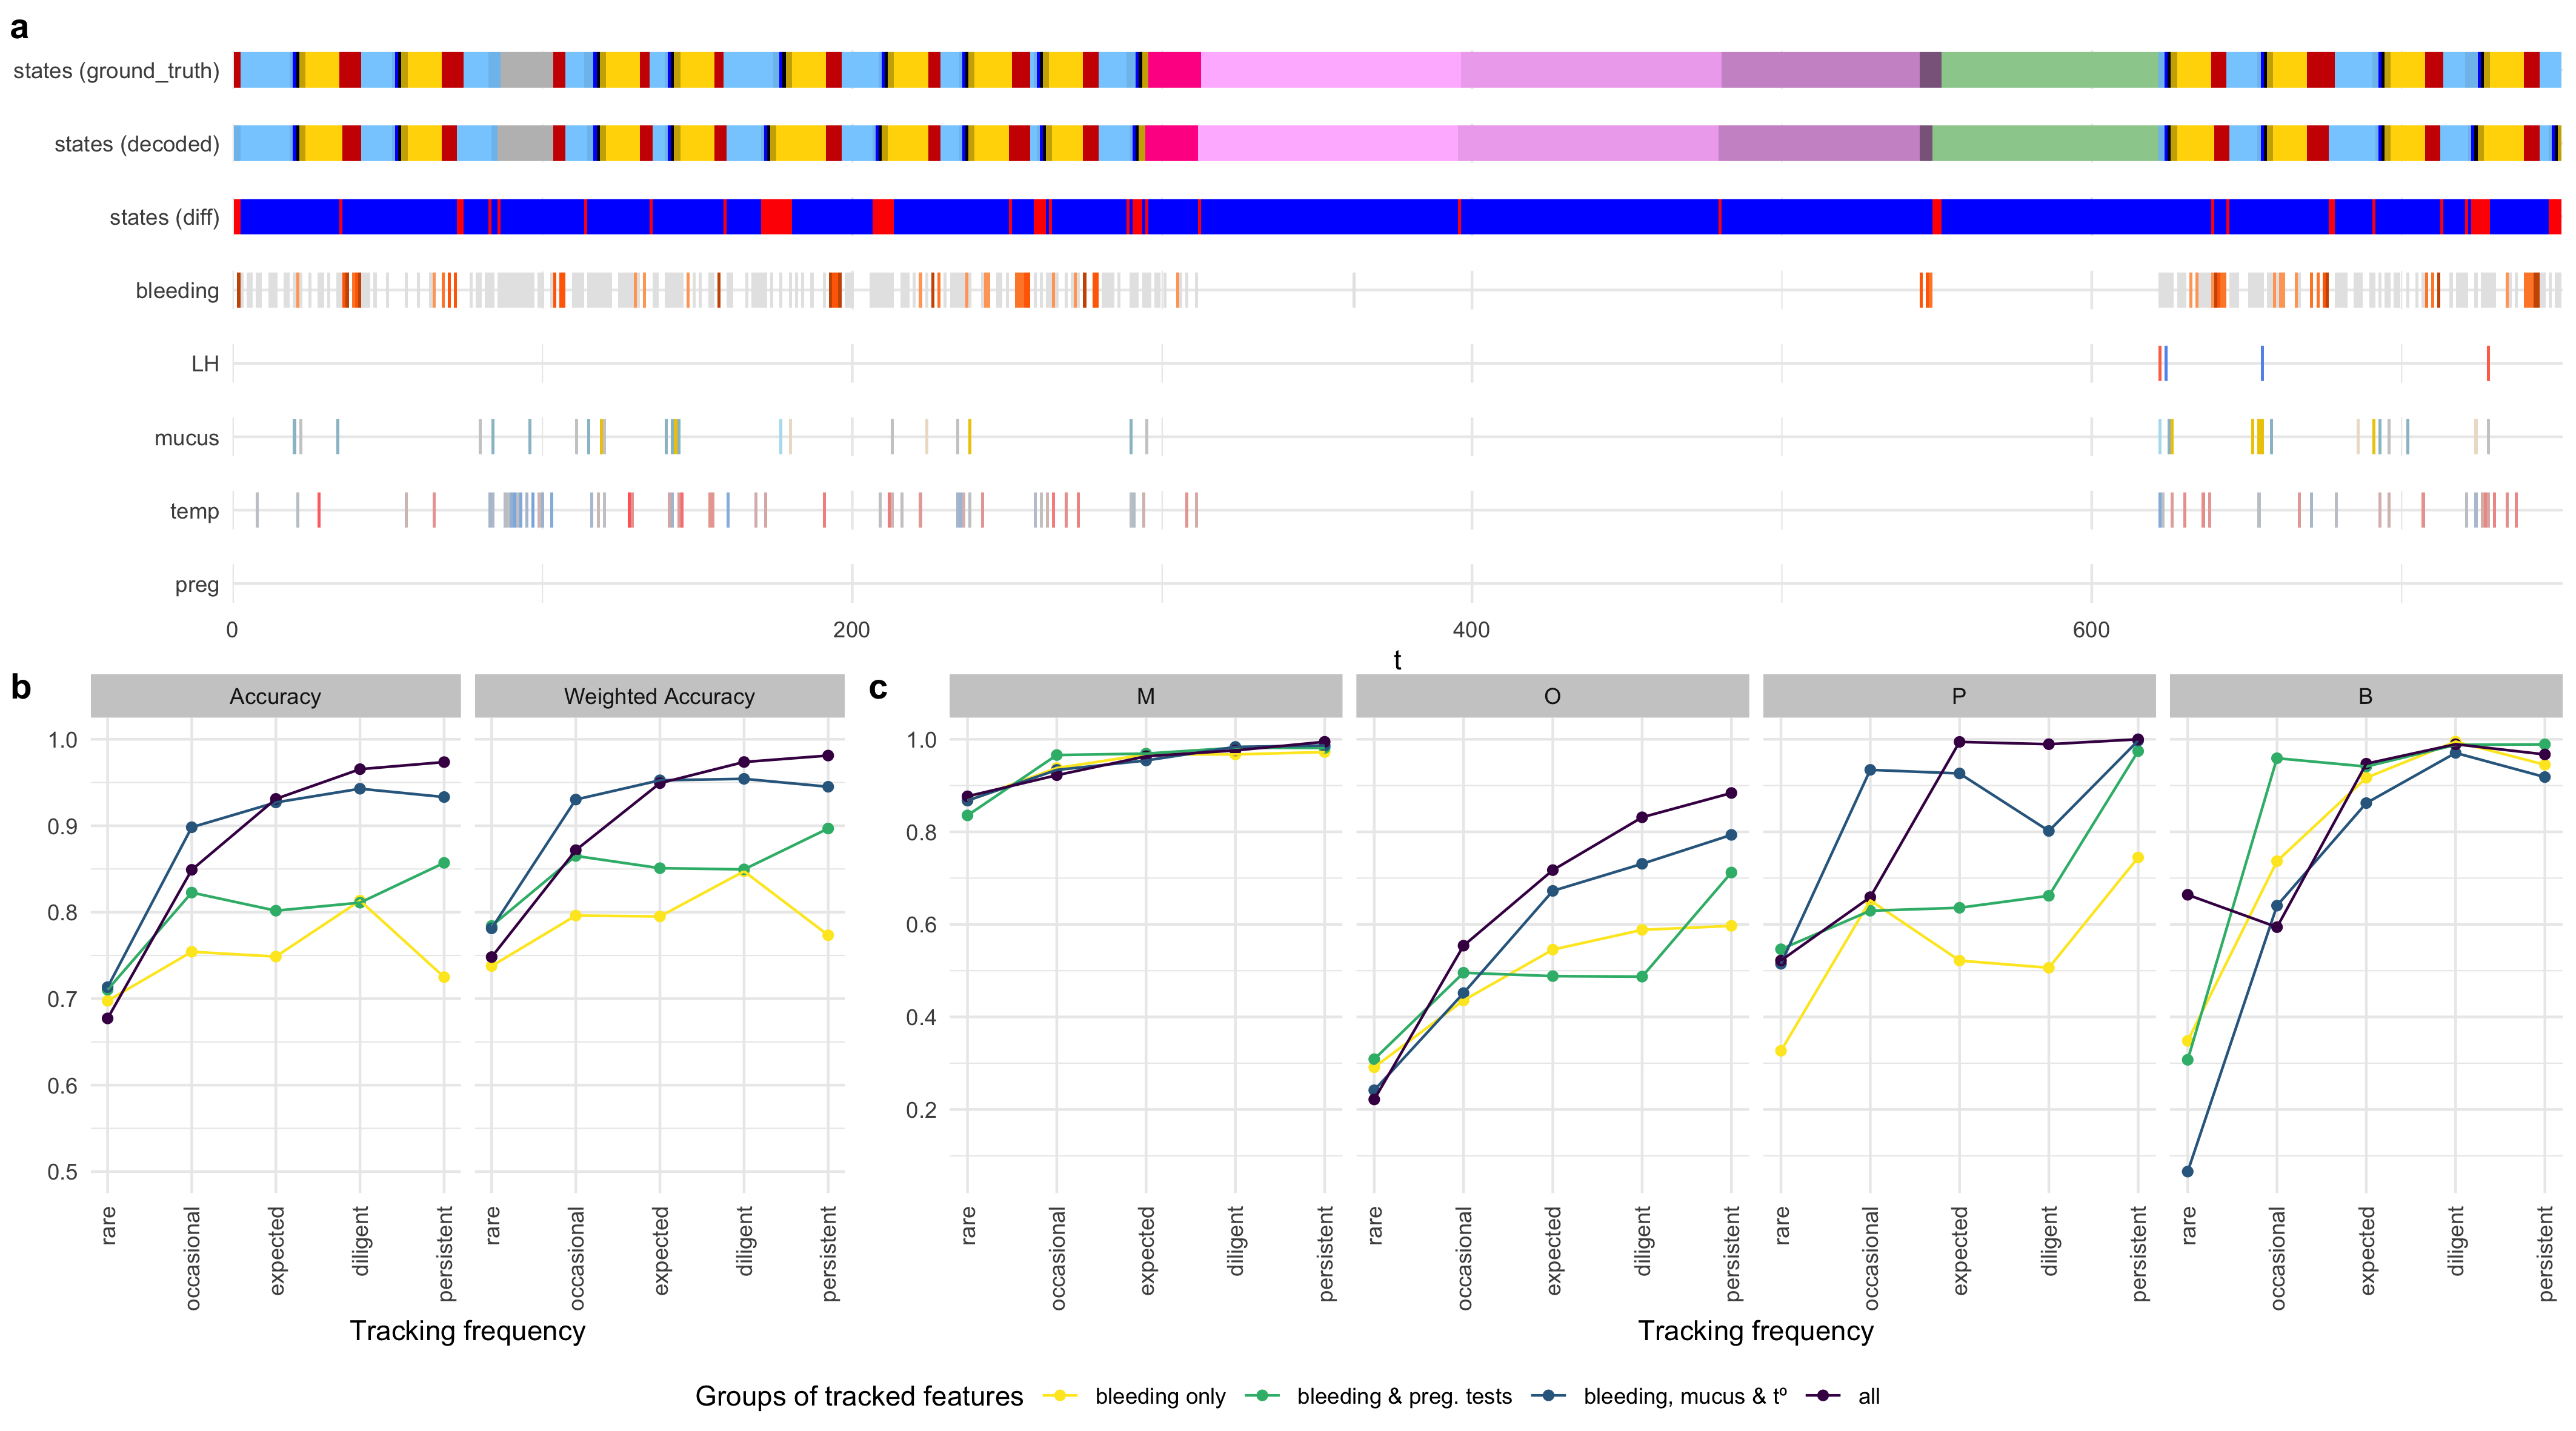 a
states (ground_truth)
states (decoded)
states (diff)
bleeding
LH
mucus
temp
preg
0 200 400 600
t
b
Accuracy Weighted Accuracy
1.0
0.9
0.8
0.7
0.6
0.5
rare occasional expected diligent persistent rare occasional expected diligent persistent
Tracking frequency
c
M O P B
1.0
0.8
0.6
0.4
0.2
rare occasional expected diligent persistent rare occasional expected diligent persistent rare occasional expected diligent persistent rare occasional expected diligent persistent
Tracking frequency
Groups of tracked features bleeding only bleeding & preg. tests bleeding, mucus & tº all